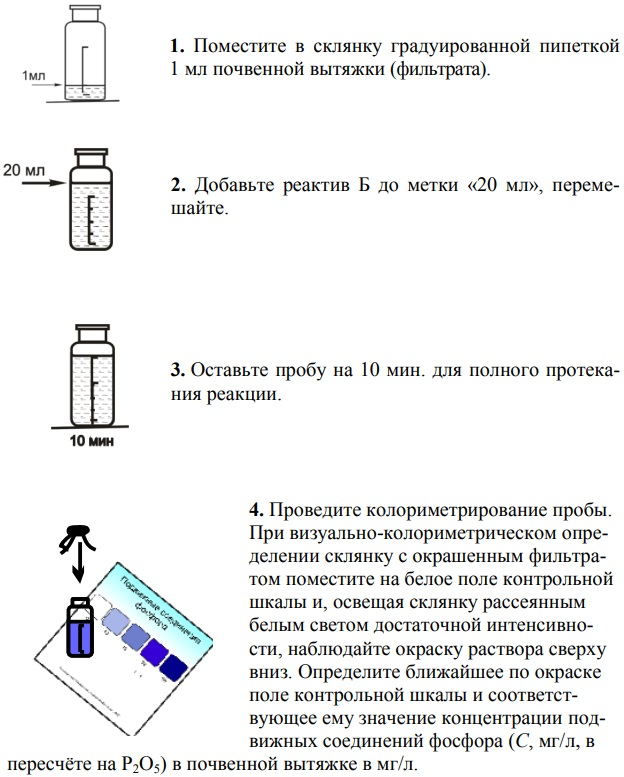 1. Поместите в склянку градуированной пипеткой
1 мл почвенной вытяжки (фильтрата).
1мл
20 мл
2. Добавьте реактив Б до метки «20 мл», переме-
шайте.
3. Оставьте пробу на 10 мин. для полного протека-
ния реакции.
10 мин
4. Проведите колориметрирование пробы.
При визуально-колориметрическом опре-
делении склянку с окрашенным фильтра-
том поместите на белое поле контрольной
шкалы и, освещая склянку рассеянным
белым светом достаточной интенсивно-
сти, наблюдайте окраску раствора сверху
вниз. Определите ближайшее по окраске
поле контрольной шкалы и соответст-
вующее ему значение концентрации под-
вижных соединений фосфора (C, мг/л, в
пересчёте на P₂O₅) в почвенной вытяжке в мг/л.
Подвижные соединения
фосфора